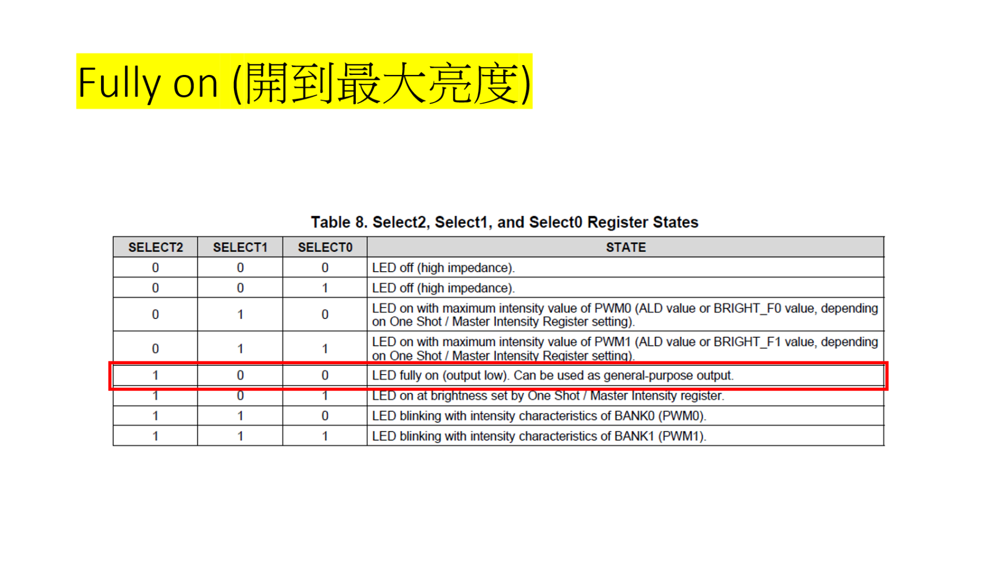 Fully on (開到最大亮度)
Table 8. Select2, Select1, and Select0 Register States
SELECT2 SELECT1 SELECT0 STATE
0 0 0 LED off (high impedance).
0 0 1 LED off (high impedance).
0 1 0 LED on with maximum intensity value of PWM0 (ALD value or BRIGHT_F0 value, depending
on One Shot / Master Intensity Register setting).
0 1 1 LED on with maximum intensity value of PWM1 (ALD value or BRIGHT_F1 value, depending
on One Shot / Master Intensity Register setting).
1 0 0 LED fully on (output low). Can be used as general-purpose output.
1 0 1 LED on at brightness set by One Shot / Master Intensity register.
1 1 0 LED blinking with intensity characteristics of BANK0 (PWM0).
1 1 1 LED blinking with intensity characteristics of BANK1 (PWM1).